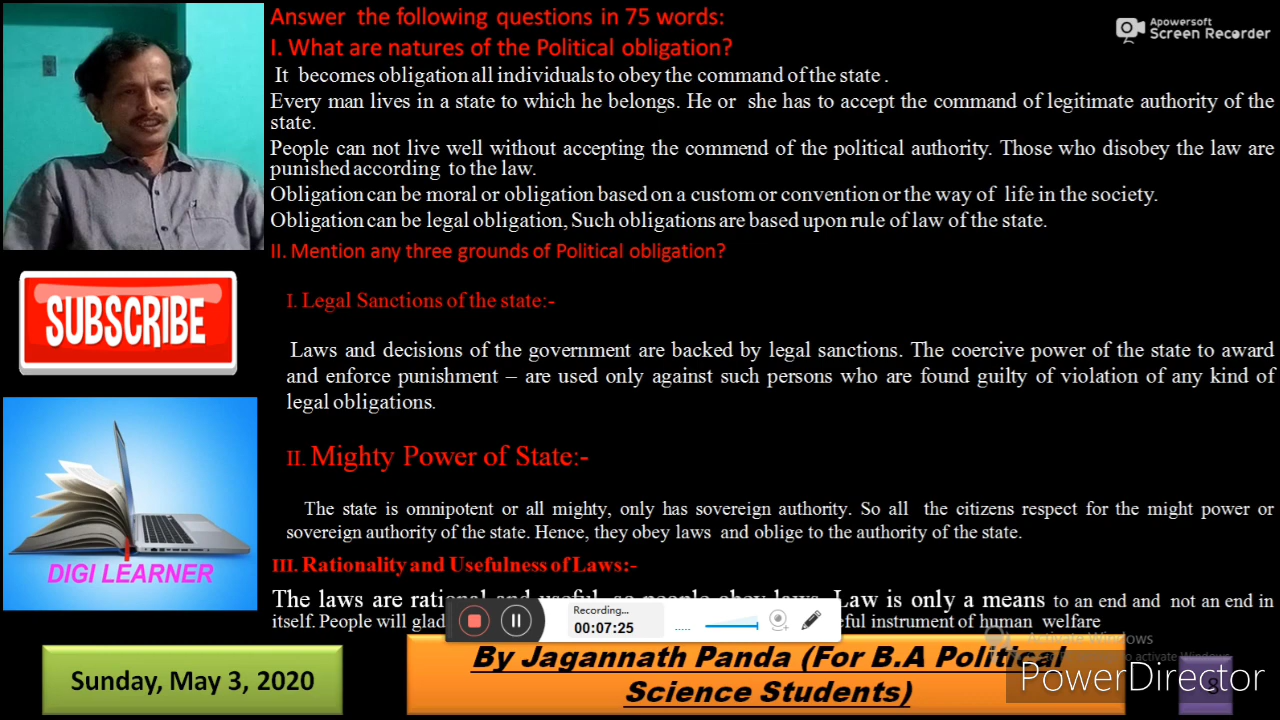 Answer the following questions in 75 words:
Apowersoft
Screen Recorder
I. What are natures of the Political obligation?
It becomes obligation all individuals to obey the command of the state .
Every man lives in a state to which he belongs. He or she has to accept the command of legitimate authority of the
state.
People can not live well without accepting the commend of the political authority. Those who disobey the law are
punished according to the law.
Obligation can be moral or obligation based on a custom or convention or the way of life in the society.
Obligation can be legal obligation, Such obligations are based upon rule of law of the state.
II. Mention any three grounds of Political obligation?
SUBSCRIBE
I. Legal Sanctions of the state:-
Laws and decisions of the government are backed by legal sanctions. The coercive power of the state to award
and enforce punishment – are used only against such persons who are found guilty of violation of any kind of
legal obligations.
II. Mighty Power of State:-
The state is omnipotent or all mighty, only has sovereign authority. So all the citizens respect for the might power or
sovereign authority of the state. Hence, they obey laws and oblige to the authority of the state.
DIGI LEARNER
III. Rationality and Usefulness of Laws:-
The laws are rational and useful, so people obey laws. Law is only a means to an end and not an end in
itself. People will instrument of human welfare
Recording...
00:07:25
Activate Windows
to activate Windows
Sunday, May 3, 2020
By Jagannath Panda (For B.A Political
Science Students)
PowerDirector
8